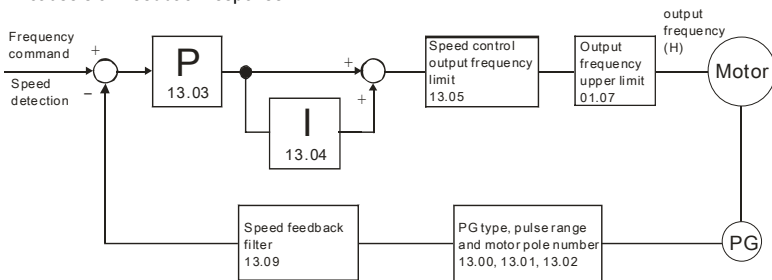 Frequency
command
Speed
detection
+
−
P
13.03
+
+
I
13.04
Speed control
output frequency
limit
13.05
Output
frequency
upper limit
01.07
output
frequency
(H)
Motor
PG
PG type, pulse range
and motor pole number
13.00, 13.01, 13.02
Speed feedback
filter
13.09